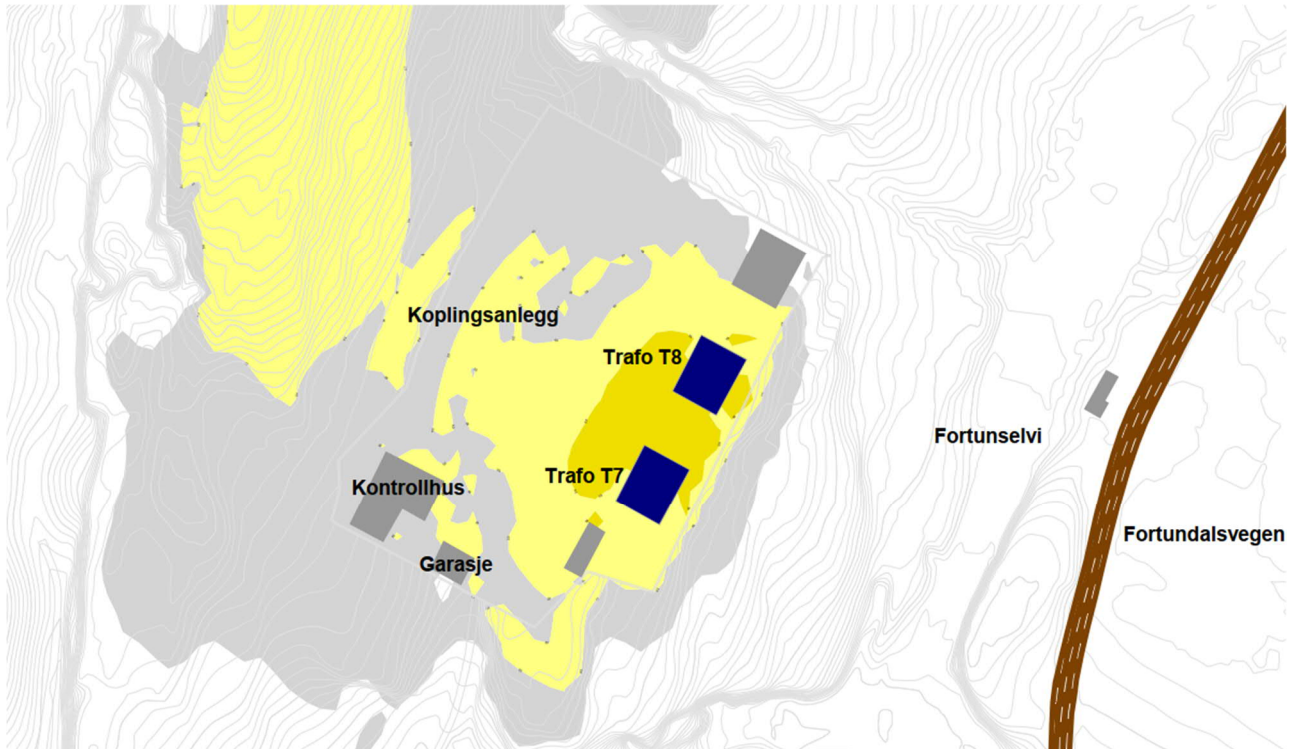 Koplingsanlegg
Trafo T8
Fortunselvi
Trafo T7
Kontrollhus
Fortundalsvegen
Garasje